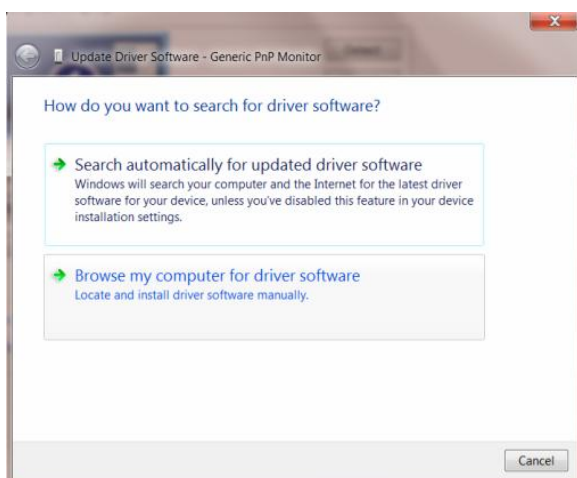 Update Driver Software - Generic PnP Monitor
How do you want to search for driver software?
Search automatically for updated driver software
Windows will search your computer and the Internet for the latest driver
software for your device, unless you've disabled this feature in your device
installation settings.
Browse my computer for driver software
Locate and install driver software manually.
Cancel